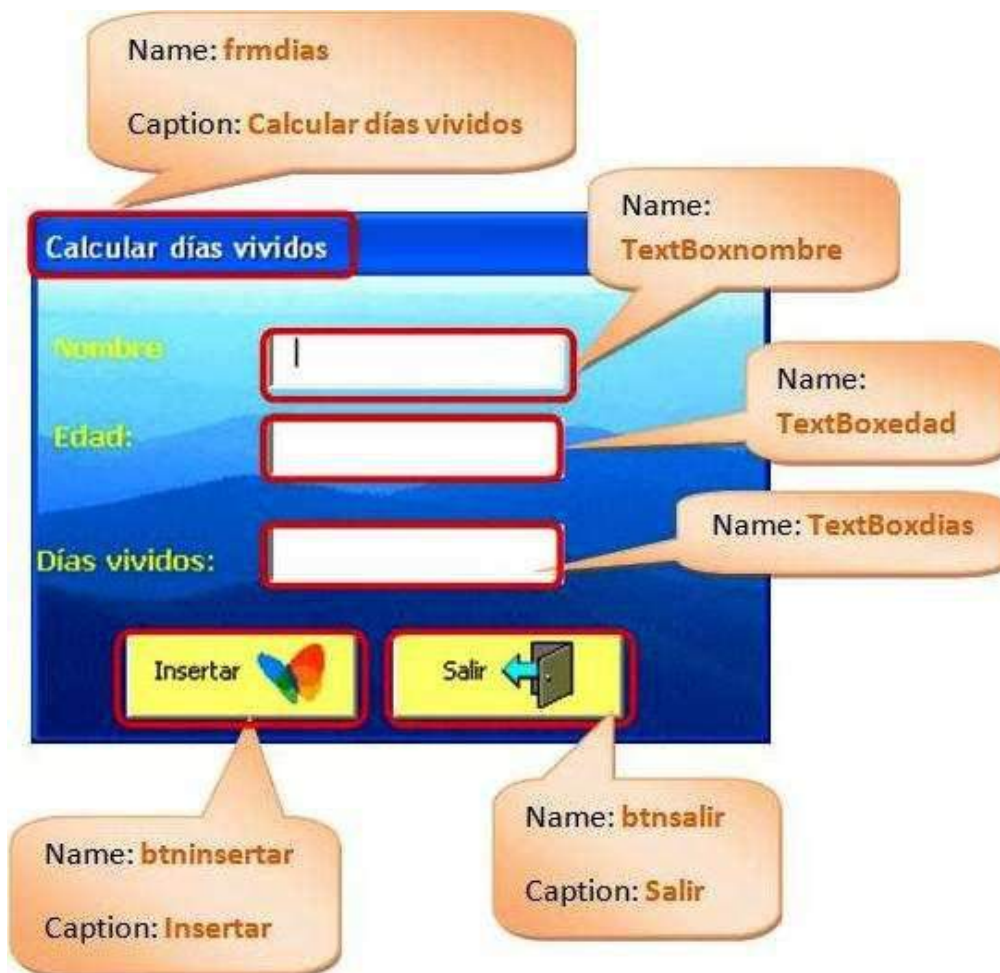 Name: frmdias
Caption: Calcular días vividos
Calcular días vividos
Name:
TextBoxnombre
Nombre
Name:
TextBoxedad
Edad:
Name: TextBoxdias
Días vividos:
Insertar
Salir
Name: btninsertar
Caption: Insertar
Name: btnsalir
Caption: Salir